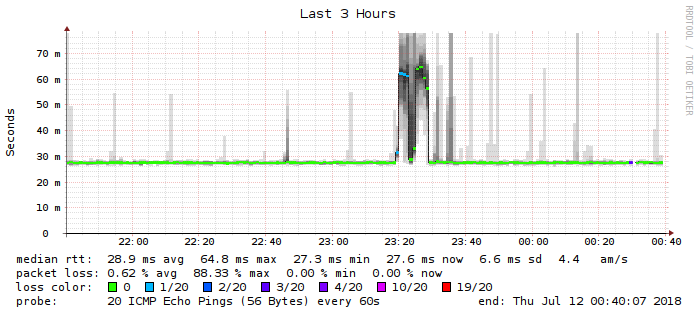 Last 3 Hours
RRDTOOL / TOBI OETIKER
Seconds
70 m
60 m
50 m
40 m
30 m
20 m
10 m
0
22:00 22:20 22:40 23:00 23:20 23:40 00:00 00:20 00:40
median rtt: 28.9 ms avg 64.8 ms max 27.3 ms min 27.6 ms now 6.6 ms sd 4.4 am/s
packet loss: 0.62 % avg 88.33 % max 0.00 % min 0.00 % now
loss color: 0 1/20 2/20 3/20 4/20 10/20 19/20
probe: 20 ICMP Echo Pings (56 Bytes) every 60s end: Thu Jul 12 00:40:07 2018